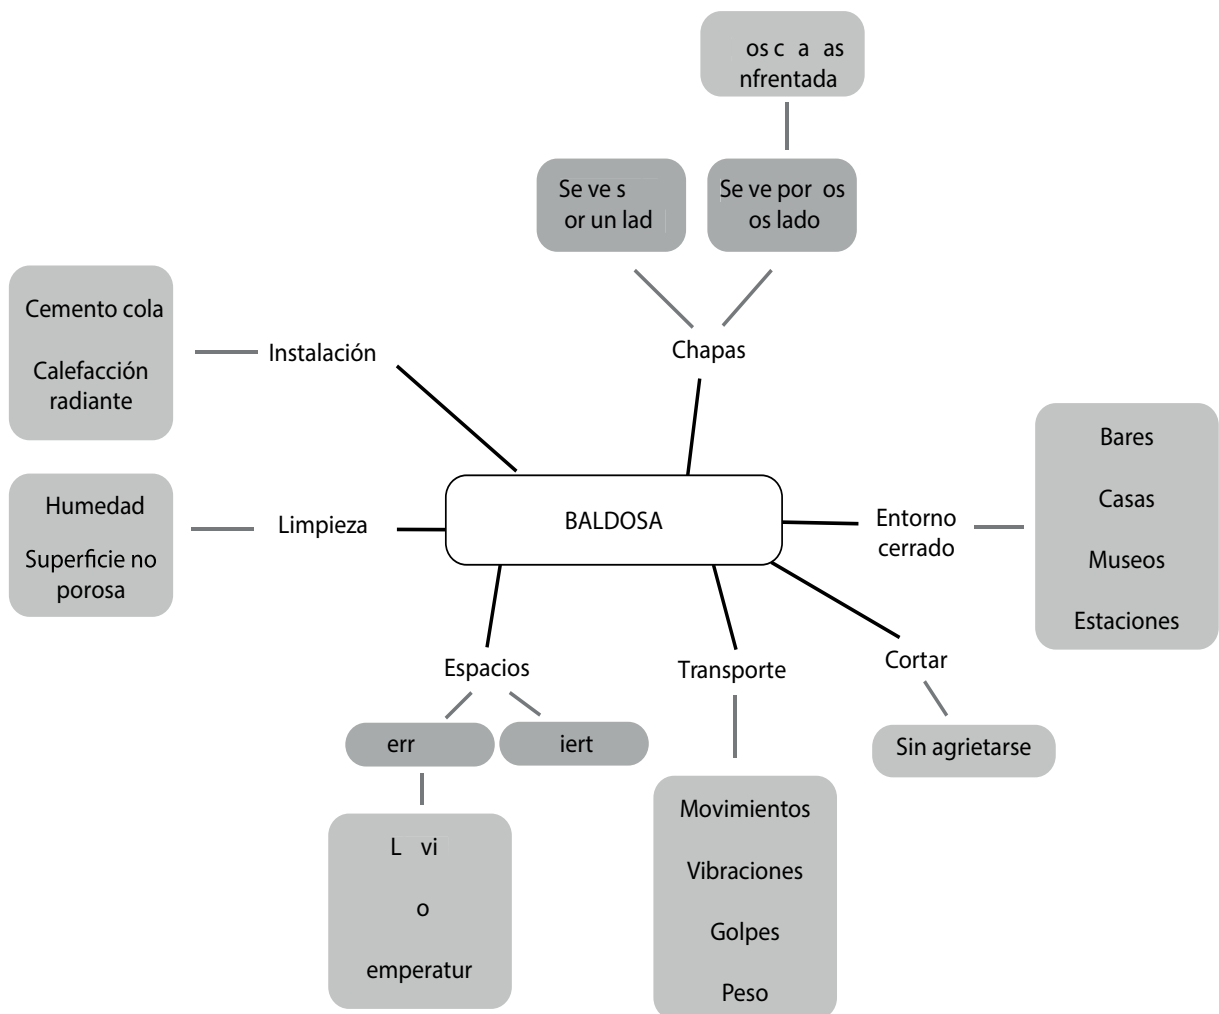 os c a as
nfrentada
Se ve s
or un lad
Se ve por os
os lado
Chapas
Cemento cola
Calefacción
radiante
Instalación
Humedad
Superficie no
porosa
Limpieza
BALDOSA
Entorno
cerrado
Bares
Casas
Museos
Estaciones
Espacios
err
iert
L vi
o
emperatur
Transporte
Movimientos
Vibraciones
Golpes
Peso
Cortar
Sin agrietarse